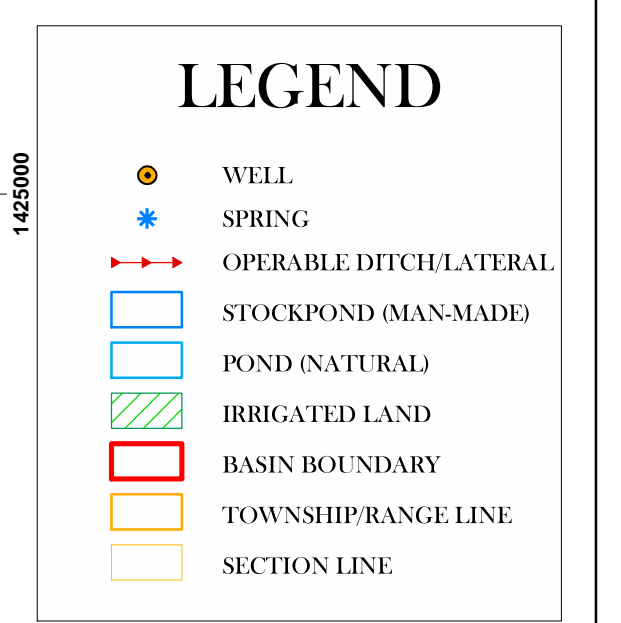 LEGEND
1425000
WELL
SPRING
OPERABLE DITCH/LATERAL
STOCKPOND (MAN-MADE)
POND (NATURAL)
IRRIGATED LAND
BASIN BOUNDARY
TOWNSHIP/RANGE LINE
SECTION LINE